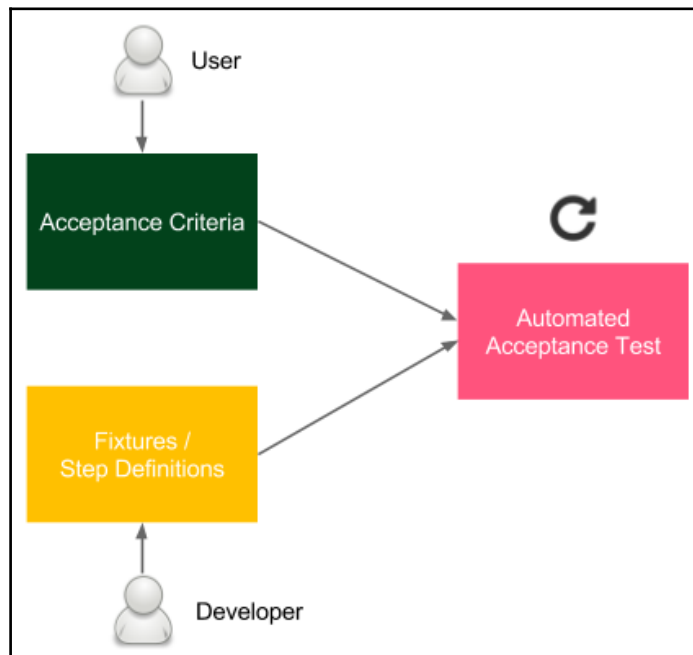 User
Acceptance Criteria
Automated
Acceptance Test
Fixtures /
Step Definitions
Developer